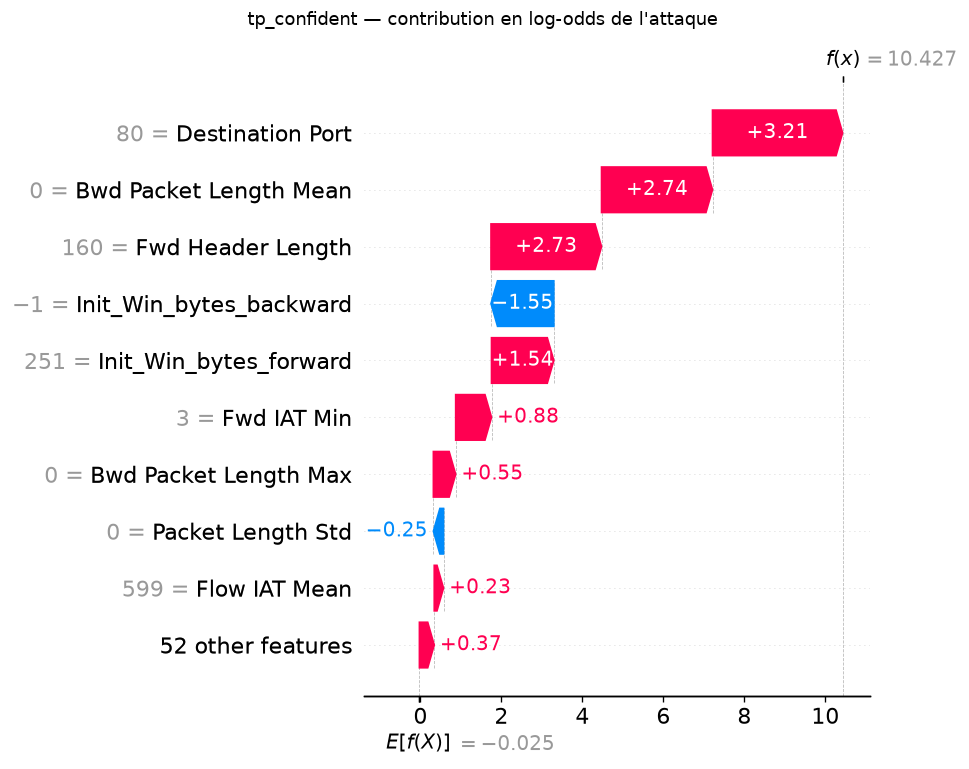 tp_confident — contribution en log-odds de l'attaque
f(x) = 10.427
80 = Destination Port
+3.21
0 = Bwd Packet Length Mean
+2.74
160 = Fwd Header Length
+2.73
−1 = Init_Win_bytes_backward
−1.55
251 = Init_Win_bytes_forward
+1.54
3 = Fwd IAT Min
+0.88
0 = Bwd Packet Length Max
+0.55
0 = Packet Length Std
−0.25
599 = Flow IAT Mean
+0.23
52 other features
+0.37
0 2 4 6 8 10
E[f(X)] = −0.025